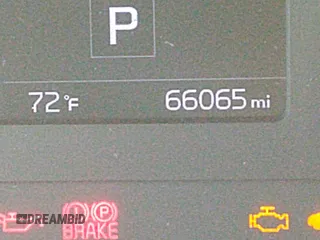 P
72°F 66065 mi
DREAMBID
(!) (P)
BRAKE